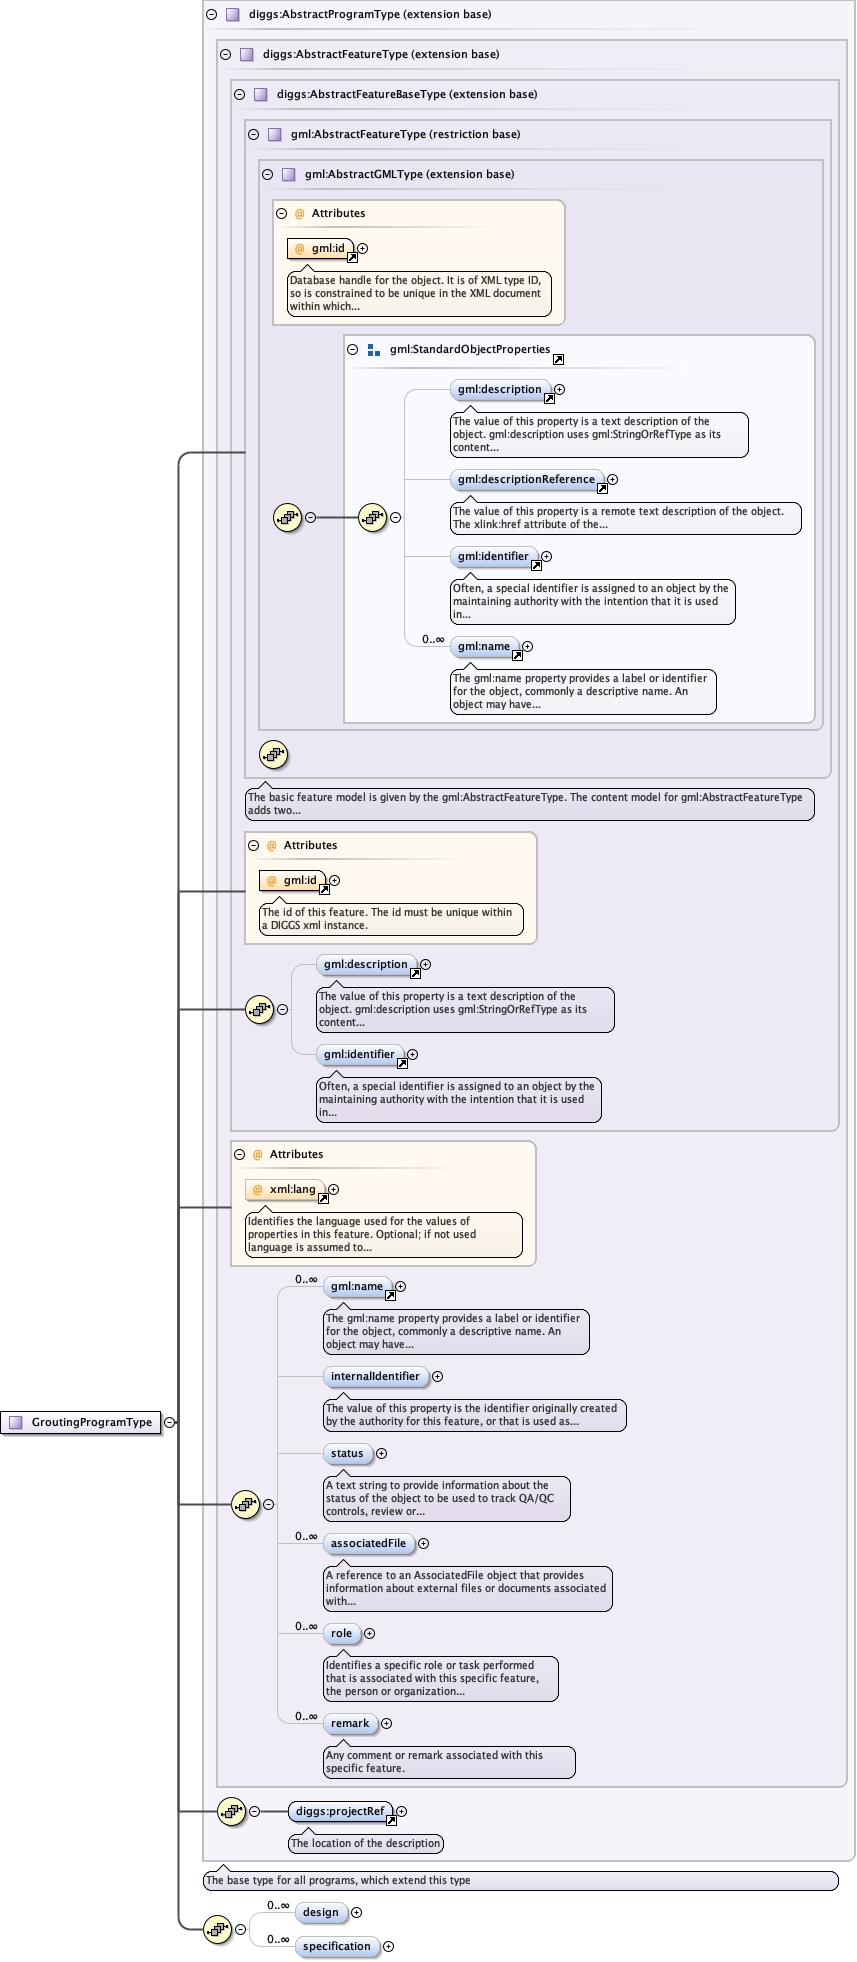 diggs:AbstractProgramType (extension base)
diggs:AbstractFeatureType (extension base)
diggs:AbstractFeatureBaseType (extension base)
gml:AbstractFeatureType (restriction base)
gml:AbstractGMLType (extension base)
@ Attributes
@ gml:id
Database handle for the object. It is of XML type ID,
so is constrained to be unique in the XML document
within which...
gml:StandardObjectProperties
gml:description
The value of this property is a text description of the
object. gml:description uses gml:StringOrRefType as its
content...
gml:descriptionReference
The value of this property is a remote text description of the object.
The xlink:href attribute of the...
gml:identifier
Often, a special identifier is assigned to an object by the
maintaining authority with the intention that it is used
in...
0..∞
gml:name
The gml:name property provides a label or identifier
for the object, commonly a descriptive name. An
object may have...
The basic feature model is given by the gml:AbstractFeatureType. The content model for gml:AbstractFeatureType
adds two...
@ Attributes
@ gml:id
The id of this feature. The id must be unique within
a DIGGS xml instance.
gml:description
The value of this property is a text description of the
object. gml:description uses gml:StringOrRefType as its
content...
gml:identifier
Often, a special identifier is assigned to an object by the
maintaining authority with the intention that it is used
in...
@ Attributes
@ xml:lang
Identifies the language used for the values of
properties in this feature. Optional; if not used
language is assumed to...
0..∞
gml:name
The gml:name property provides a label or identifier
for the object, commonly a descriptive name. An
object may have...
internalIdentifier
The value of this property is the identifier originally created
by the authority for this feature, or that is used as...
GroutingProgramType
status
A text string to provide information about the
status of the object to be used to track QA/QC
controls, review or...
0..∞
associatedFile
A reference to an AssociatedFile object that provides
information about external files or documents associated
with...
0..∞
role
Identifies a specific role or task performed
that is associated with this specific feature,
the person or organization...
0..∞
remark
Any comment or remark associated with this
specific feature.
diggs:projectRef
The location of the description
The base type for all programs, which extend this type
0..∞
design
0..∞
specification